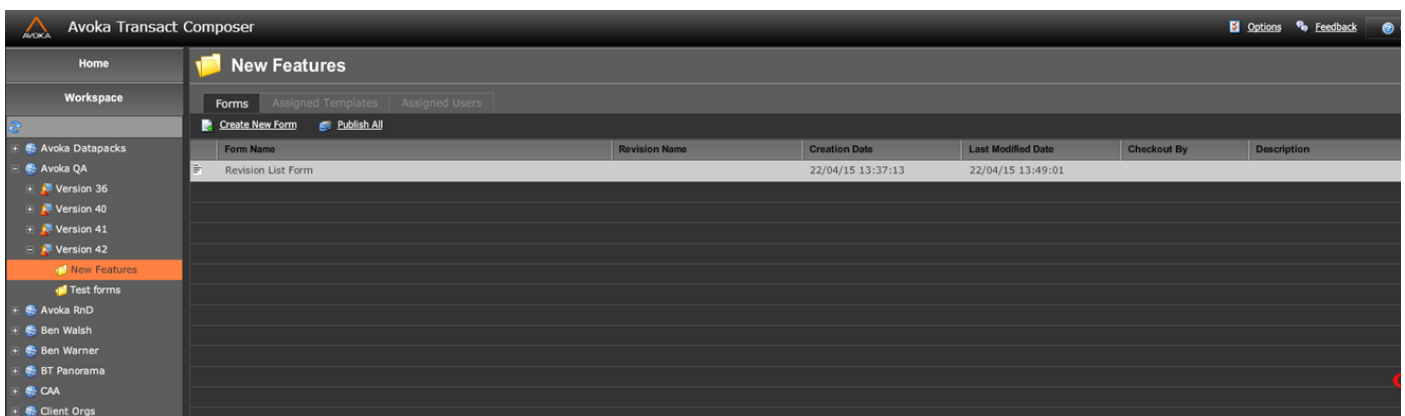 AVOKA Avoka Transact Composer Options Feedback
Home
Workspace
New Features
Forms Assigned Templates Assigned Users
Create New Form Publish All
Form Name Revision Name Creation Date Last Modified Date Checkout By Description
Revision List Form 22/04/15 13:37:13 22/04/15 13:49:01
Avoka Datapacks
Avoka QA
Version 36
Version 40
Version 41
Version 42
New Features
Test forms
Avoka RnD
Ben Walsh
Ben Warner
BT Panorama
CAA
Client Orgs